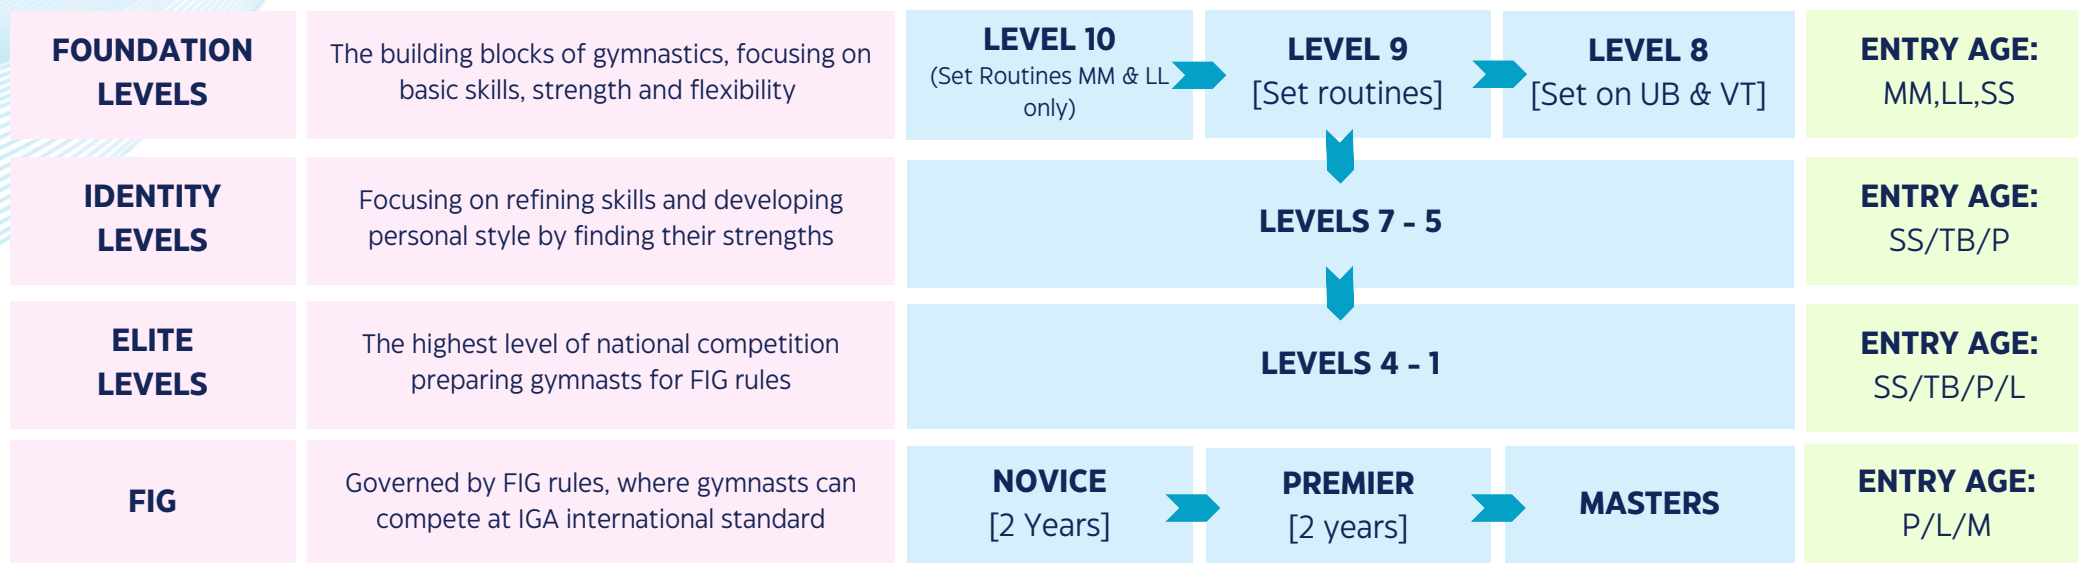 FOUNDATION
LEVELS
The building blocks of gymnastics, focusing on
basic skills, strength and flexibility
LEVEL 10
(Set Routines MM & LL
only)
LEVEL 9
[Set routines]
LEVEL 8
[Set on UB & VT]
ENTRY AGE:
MM,LL,SS
IDENTITY
LEVELS
Focusing on refining skills and developing
personal style by finding their strengths
LEVELS 7 - 5
ENTRY AGE:
SS/TB/P
ELITE
LEVELS
The highest level of national competition
preparing gymnasts for FIG rules
LEVELS 4 - 1
ENTRY AGE:
SS/TB/P/L
FIG
Governed by FIG rules, where gymnasts can
compete at IGA international standard
NOVICE
[2 Years]
PREMIER
[2 years]
MASTERS
ENTRY AGE:
P/L/M